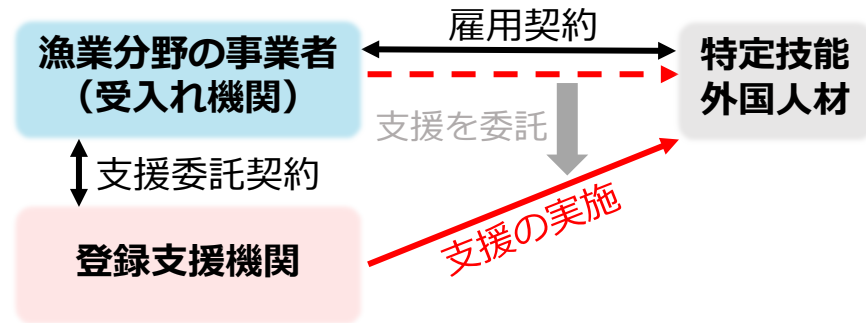 雇用契約
漁業分野の事業者
（受入れ機関）
特定技能
外国人材
支援を委託
支援委託契約
支援の実施
登録支援機関